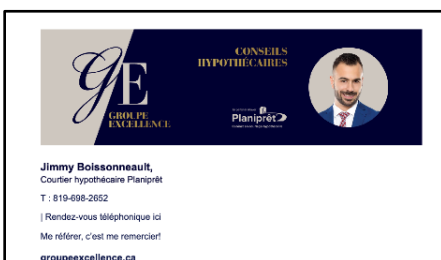 GE
GROUPE
EXCELLENCE
CONSEILS
HYPOTHÉCAIRES
Planiprêt
Jimmy Boissonneault,
Courtier hypothécaire Planiprêt
T : 819-698-2652
| Rendez-vous téléphonique ici
Me référer, c'est me remercier!
groupeexcellence.ca